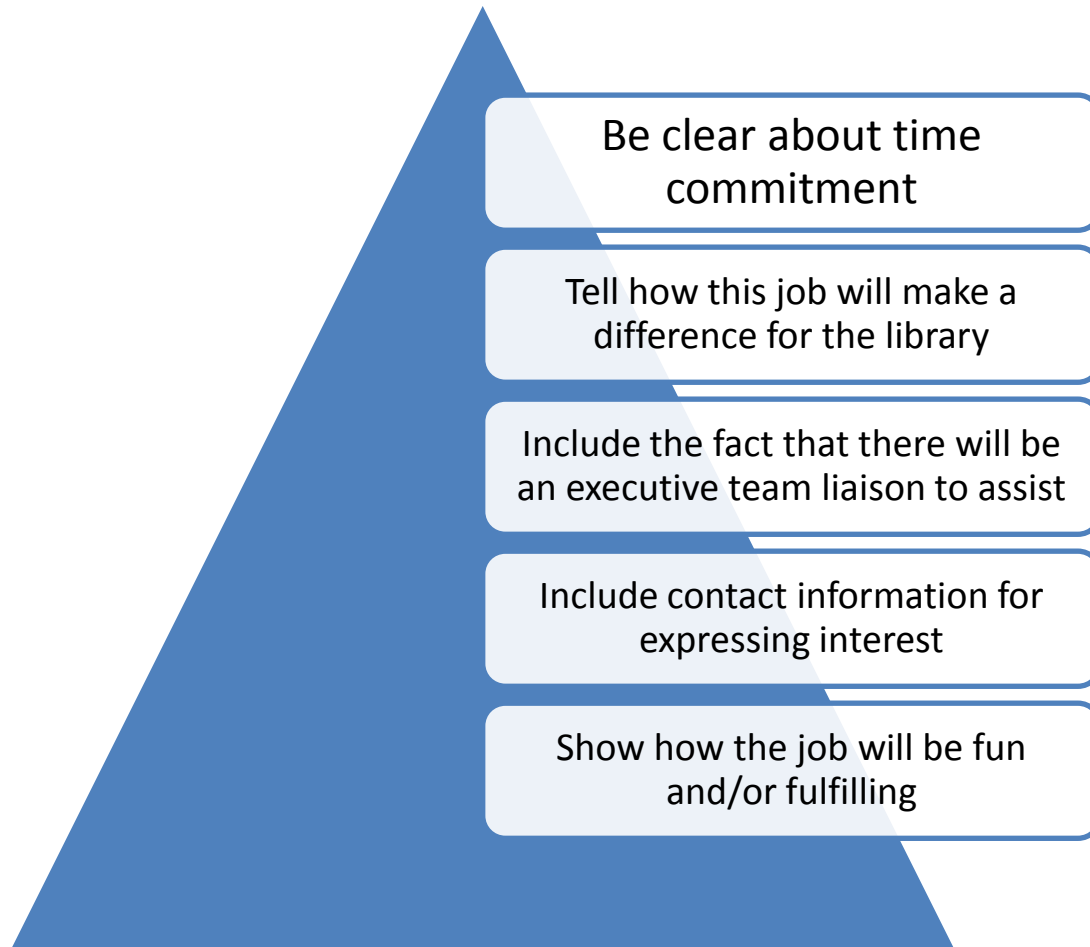 Be clear about time
commitment
Tell how this job will make a
difference for the library
Include the fact that there will be
an executive team liaison to assist
Include contact information for
expressing interest
Show how the job will be fun
and/or fulfilling